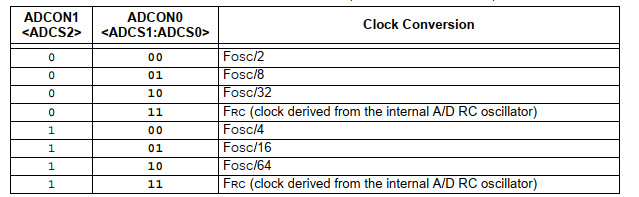 ADCON1 ADCON0 Clock Conversion
<ADCS2> <ADCS1:ADCS0>
0 00 Fosc/2
0 01 Fosc/8
0 10 Fosc/32
0 11 FRC (clock derived from the internal A/D RC oscillator)
1 00 Fosc/4
1 01 Fosc/16
1 10 Fosc/64
1 11 FRC (clock derived from the internal A/D RC oscillator)